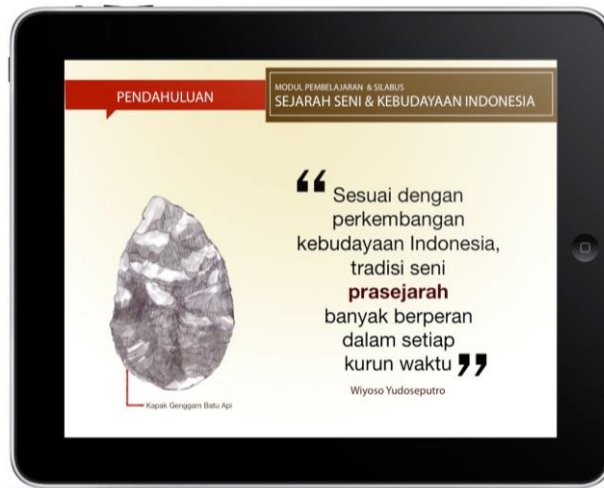 PENDAHULUAN
MODUL PEMBELAJARAN & SILABUS
SEJARAH SENI & KEBUDAYAAN INDONESIA
“ Sesuai dengan
perkembangan
kebudayaan Indonesia,
tradisi seni
prasejarah
banyak berperan
dalam setiap
kurun waktu ”
Wiyoso Yudoseputro
Kapak Genggam Batu Api